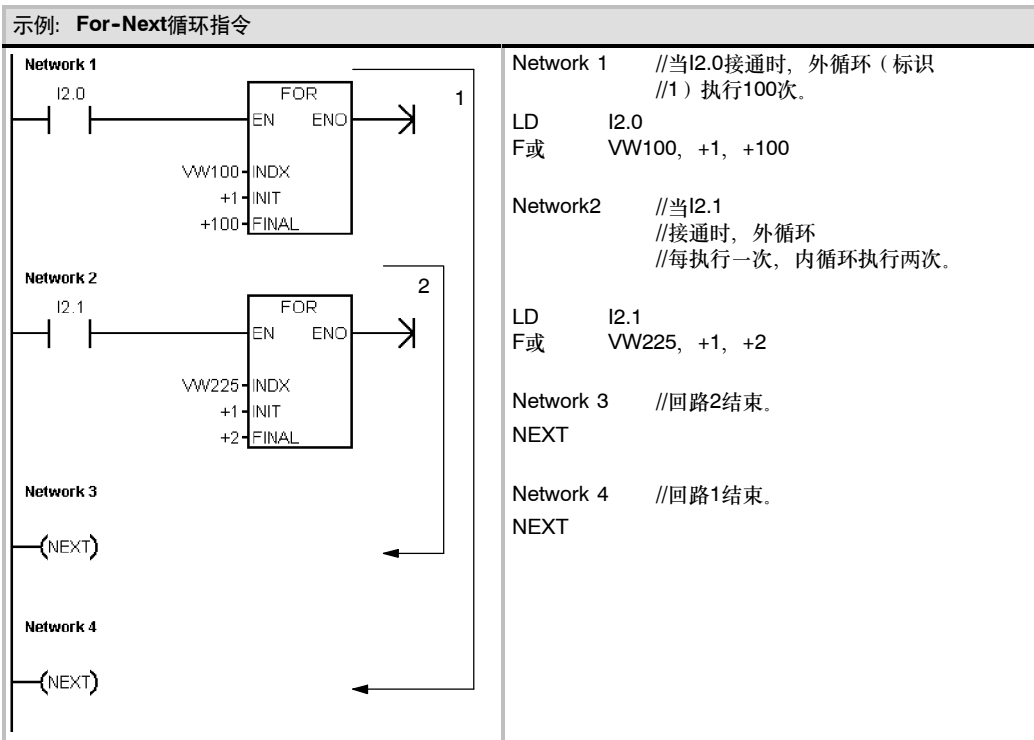 示例: For-Next循环指令
Network 1
I2.0
FOR
1
EN ENO
VW100 INDX
+1 INIT
+100 FINAL
Network 2
I2.1
FOR
2
EN ENO
VW225 INDX
+1 INIT
+2 FINAL
Network 3
(NEXT)
Network 4
(NEXT)
Network 1 //当I2.0接通时, 外循环(标识
//1)执行100次。
LD I2.0
F或 VW100, +1, +100
Network2 //当I2.1
//接通时, 外循环
//每执行一次, 内循环执行两次。
LD I2.1
F或 VW225, +1, +2
Network 3 //回路2结束。
NEXT
Network 4 //回路1结束。
NEXT